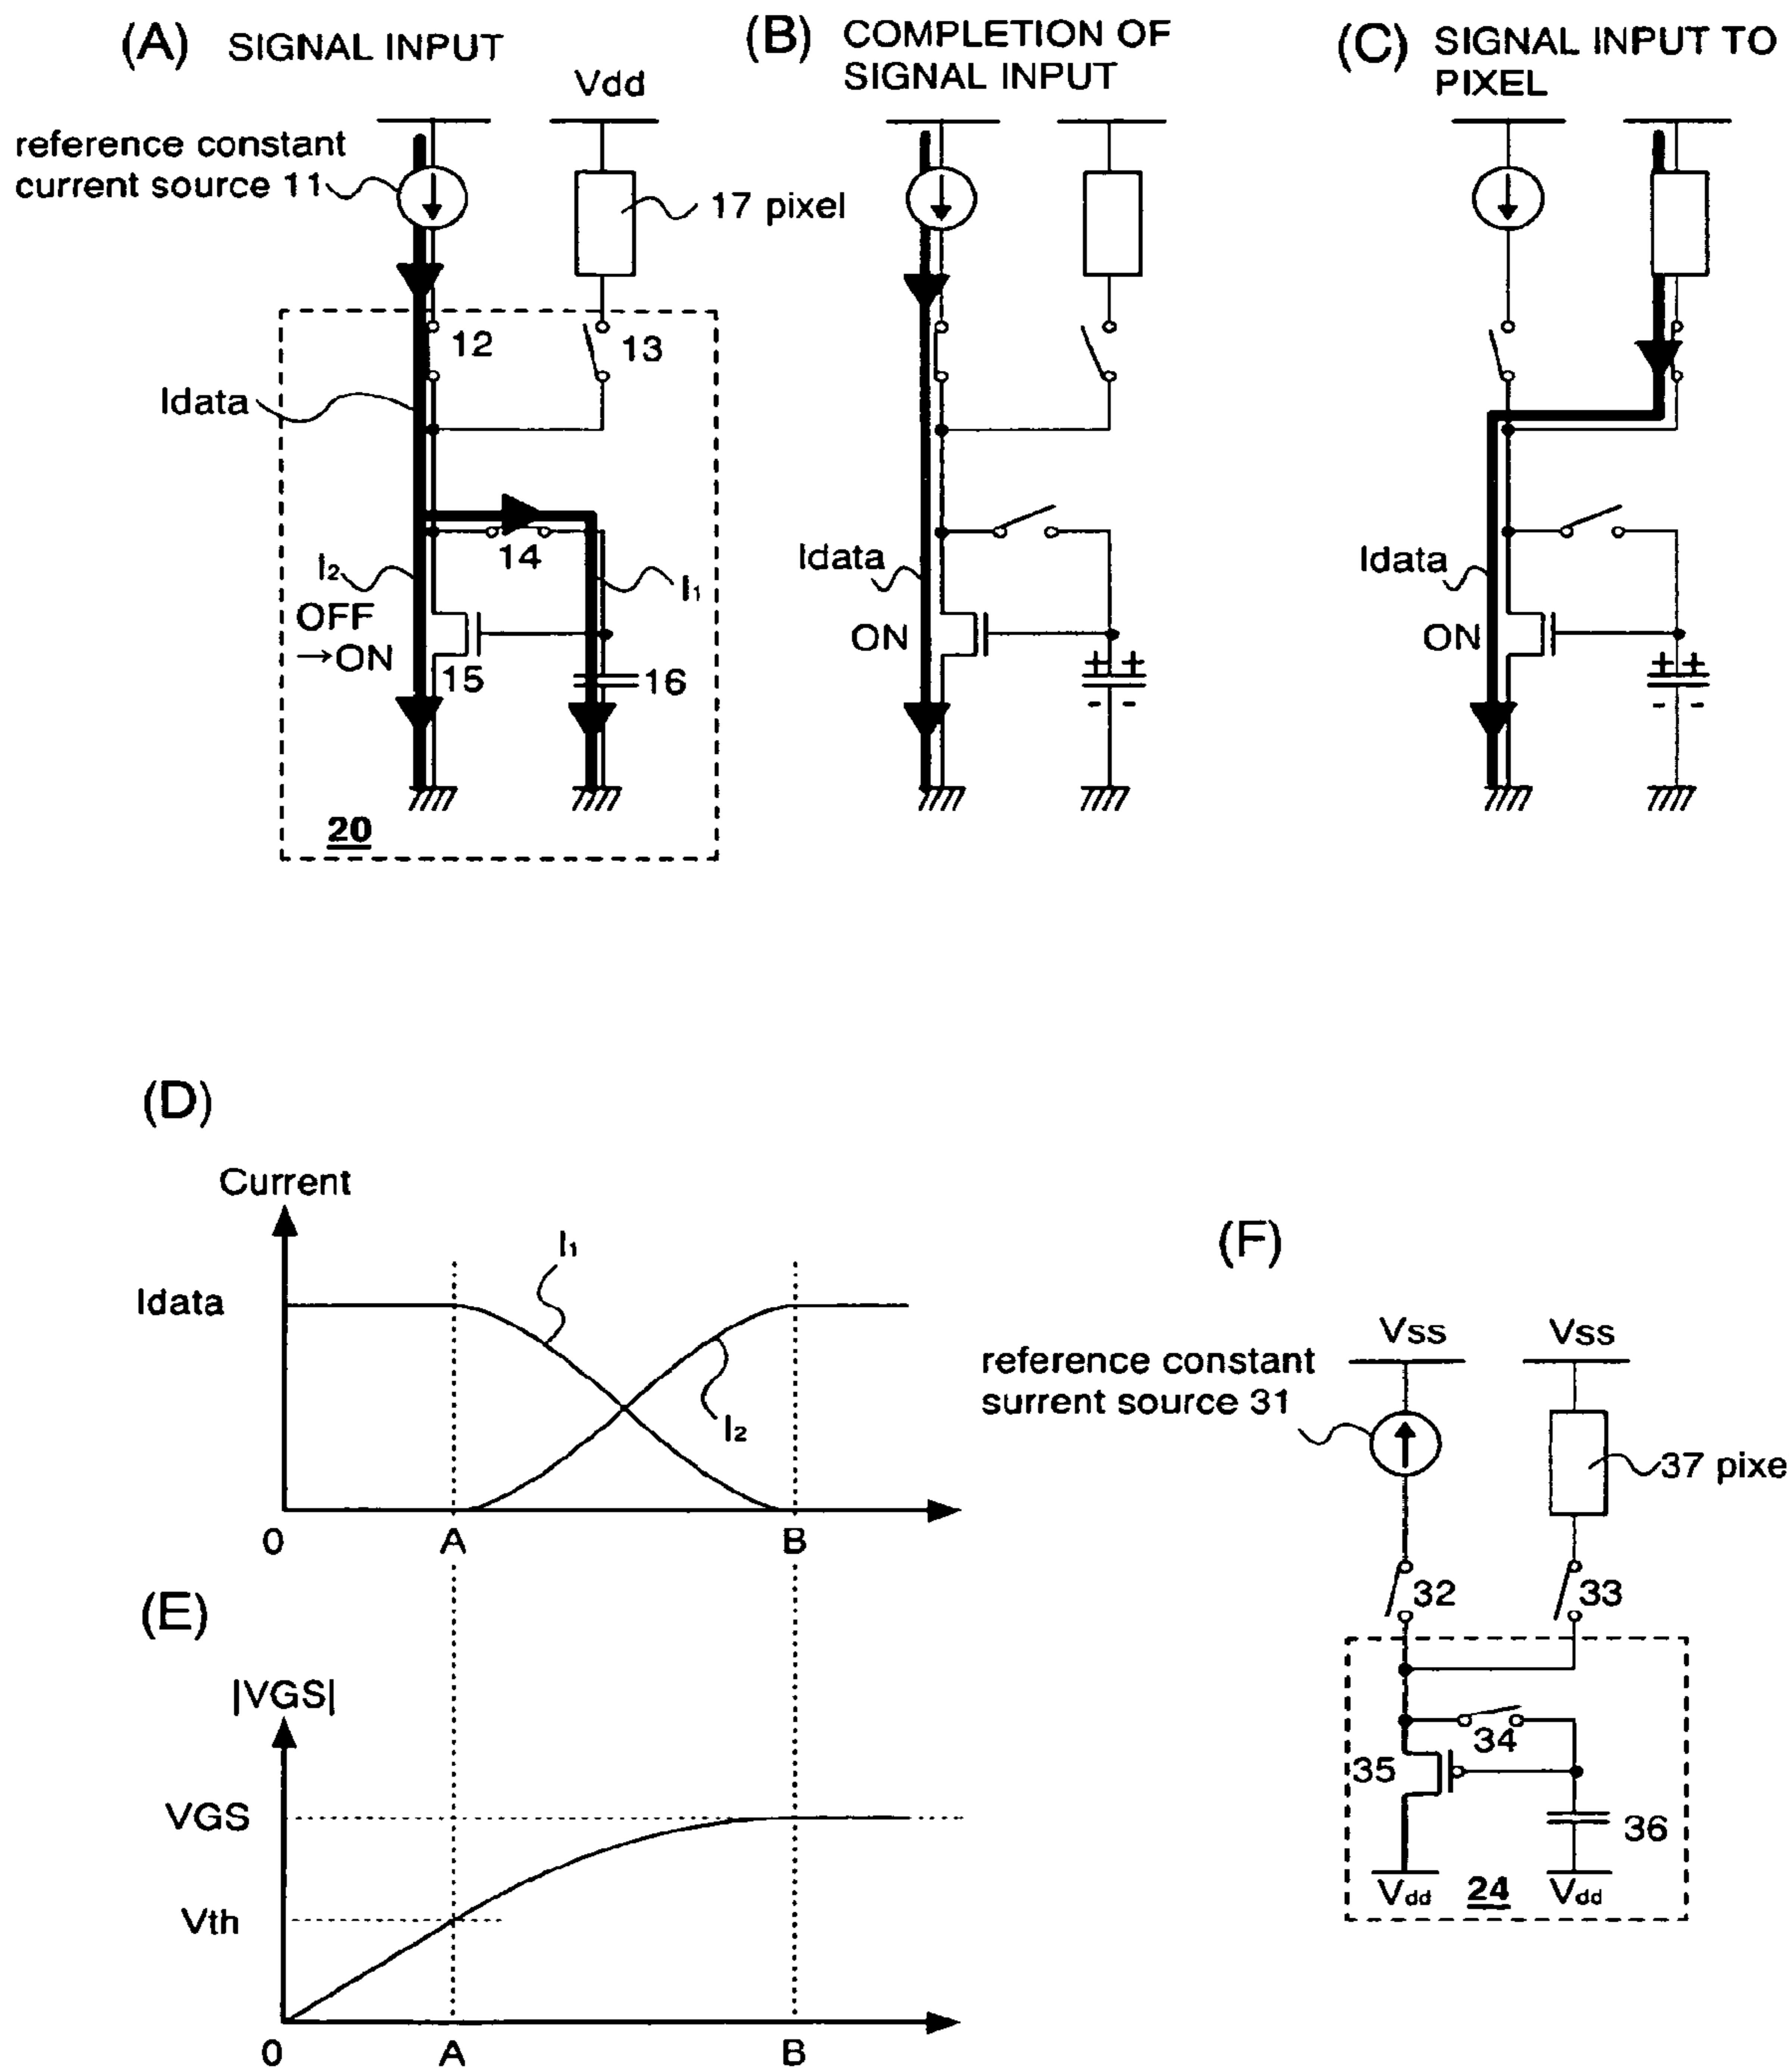 (A) SIGNAL INPUT
Vdd
reference constant
current source 11
17 pixel
12
13
Idata
14
I₂
I₁
OFF
→ON
15
16
20
(B) COMPLETION OF
SIGNAL INPUT
Idata
ON
+ +
- -
(C) SIGNAL INPUT TO
PIXEL
Idata
ON
+ +
- -
(D)
Current
I₁
Idata
I₂
0 A B
(E)
|VGS|
VGS
Vth
0 A B
(F)
Vss Vss
reference constant
surrent source 31
37 pixe
32
33
34
35
36
Vdd 24 Vdd